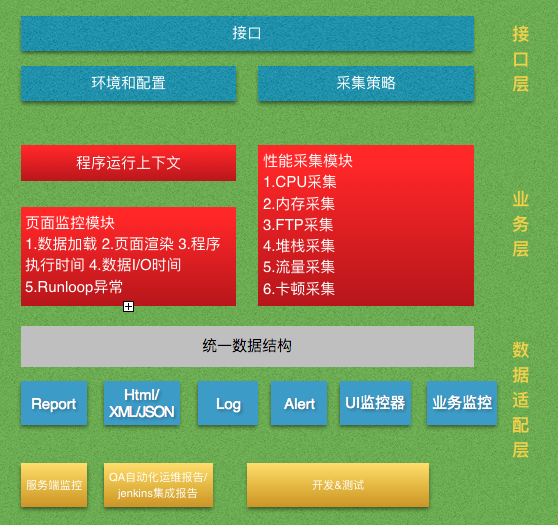 接口
接口层
环境和配置
采集策略
程序运行上下文
页面监控模块
1.数据加载 2.页面渲染 3.程序
执行时间 4.数据I/O时间
5.Runloop异常
性能采集模块
1.CPU采集
2.内存采集
3.FTP采集
4.堆栈采集
5.流量采集
6.卡顿采集
业务层
统一数据结构
Report
Html/
XML/JSON
Log
Alert
UI监控器
业务监控
数据适配层
服务端监控
QA自动化运维报告/
jenkins集成报告
开发&测试